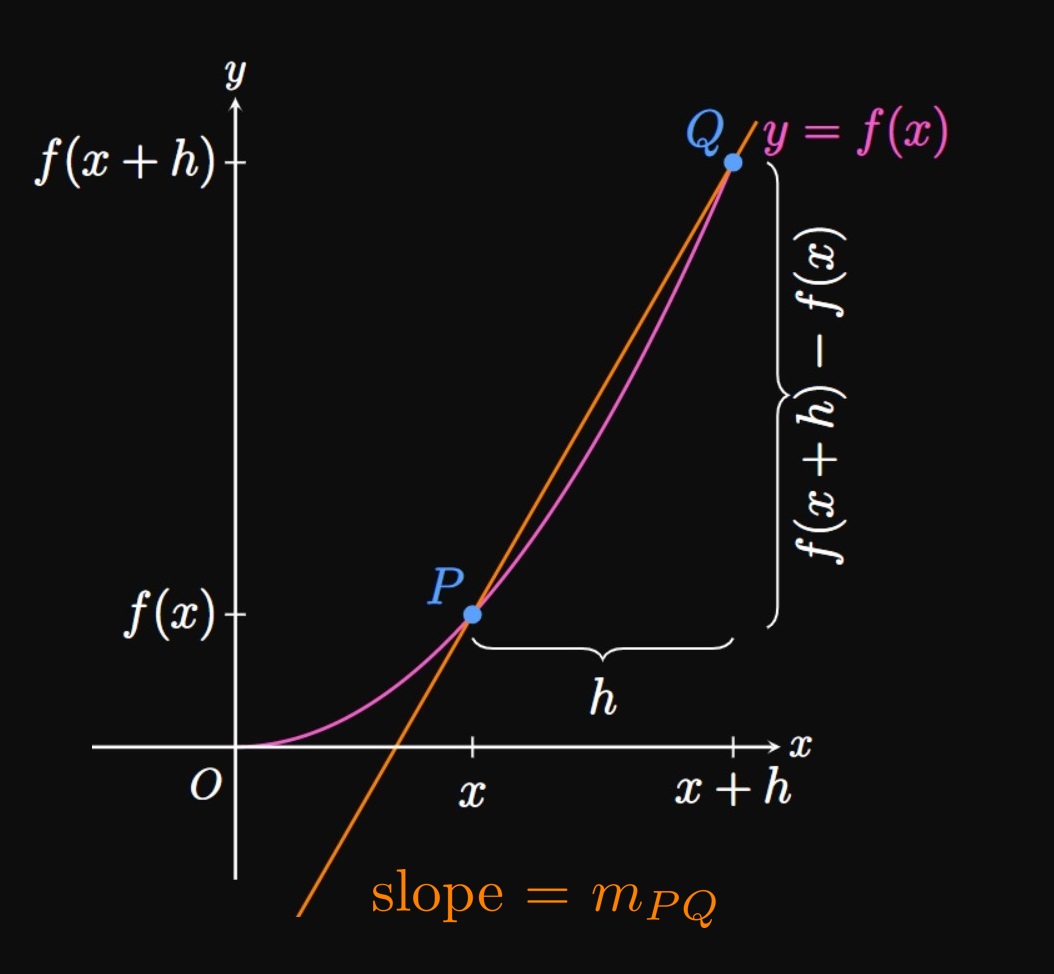 y
f(x + h)
Q
y = f(x)
f(x + h) − f(x)
P
f(x)
h
x
O
x
x + h
slope = m_{PQ}